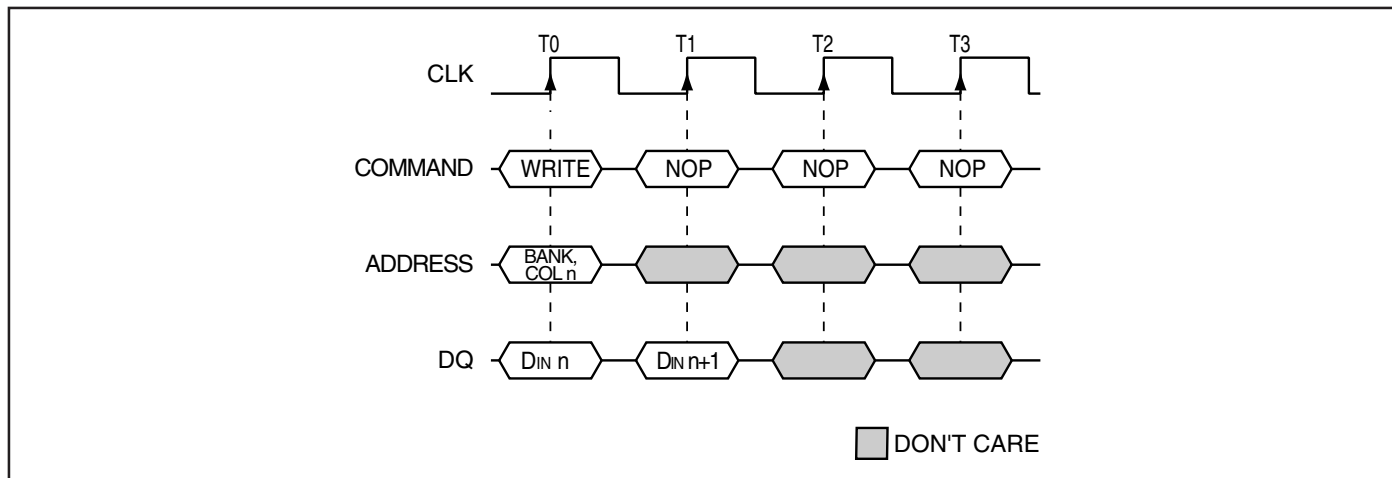 T0 T1 T2 T3
CLK
COMMAND WRITE NOP NOP NOP
ADDRESS BANK, COL n
DQ DIN n DIN n+1
DON'T CARE